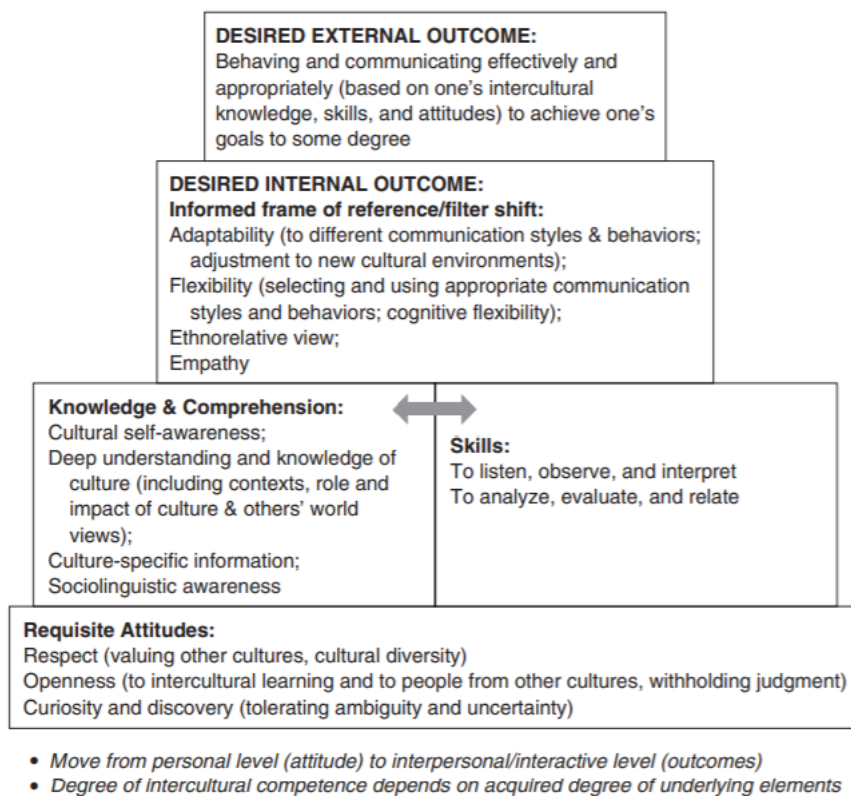 DESIRED EXTERNAL OUTCOME:
Behaving and communicating effectively and
appropriately (based on one's intercultural
knowledge, skills, and attitudes) to achieve one's
goals to some degree
DESIRED INTERNAL OUTCOME:
Informed frame of reference/filter shift:
Adaptability (to different communication styles & behaviors;
adjustment to new cultural environments);
Flexibility (selecting and using appropriate communication
styles and behaviors; cognitive flexibility);
Ethnorelative view;
Empathy
Knowledge & Comprehension:
Cultural self-awareness;
Deep understanding and knowledge of
culture (including contexts, role and
impact of culture & others' world
views);
Culture-specific information;
Sociolinguistic awareness
Skills:
To listen, observe, and interpret
To analyze, evaluate, and relate
Requisite Attitudes:
Respect (valuing other cultures, cultural diversity)
Openness (to intercultural learning and to people from other cultures, withholding judgment)
Curiosity and discovery (tolerating ambiguity and uncertainty)
• Move from personal level (attitude) to interpersonal/interactive level (outcomes)
• Degree of intercultural competence depends on acquired degree of underlying elements